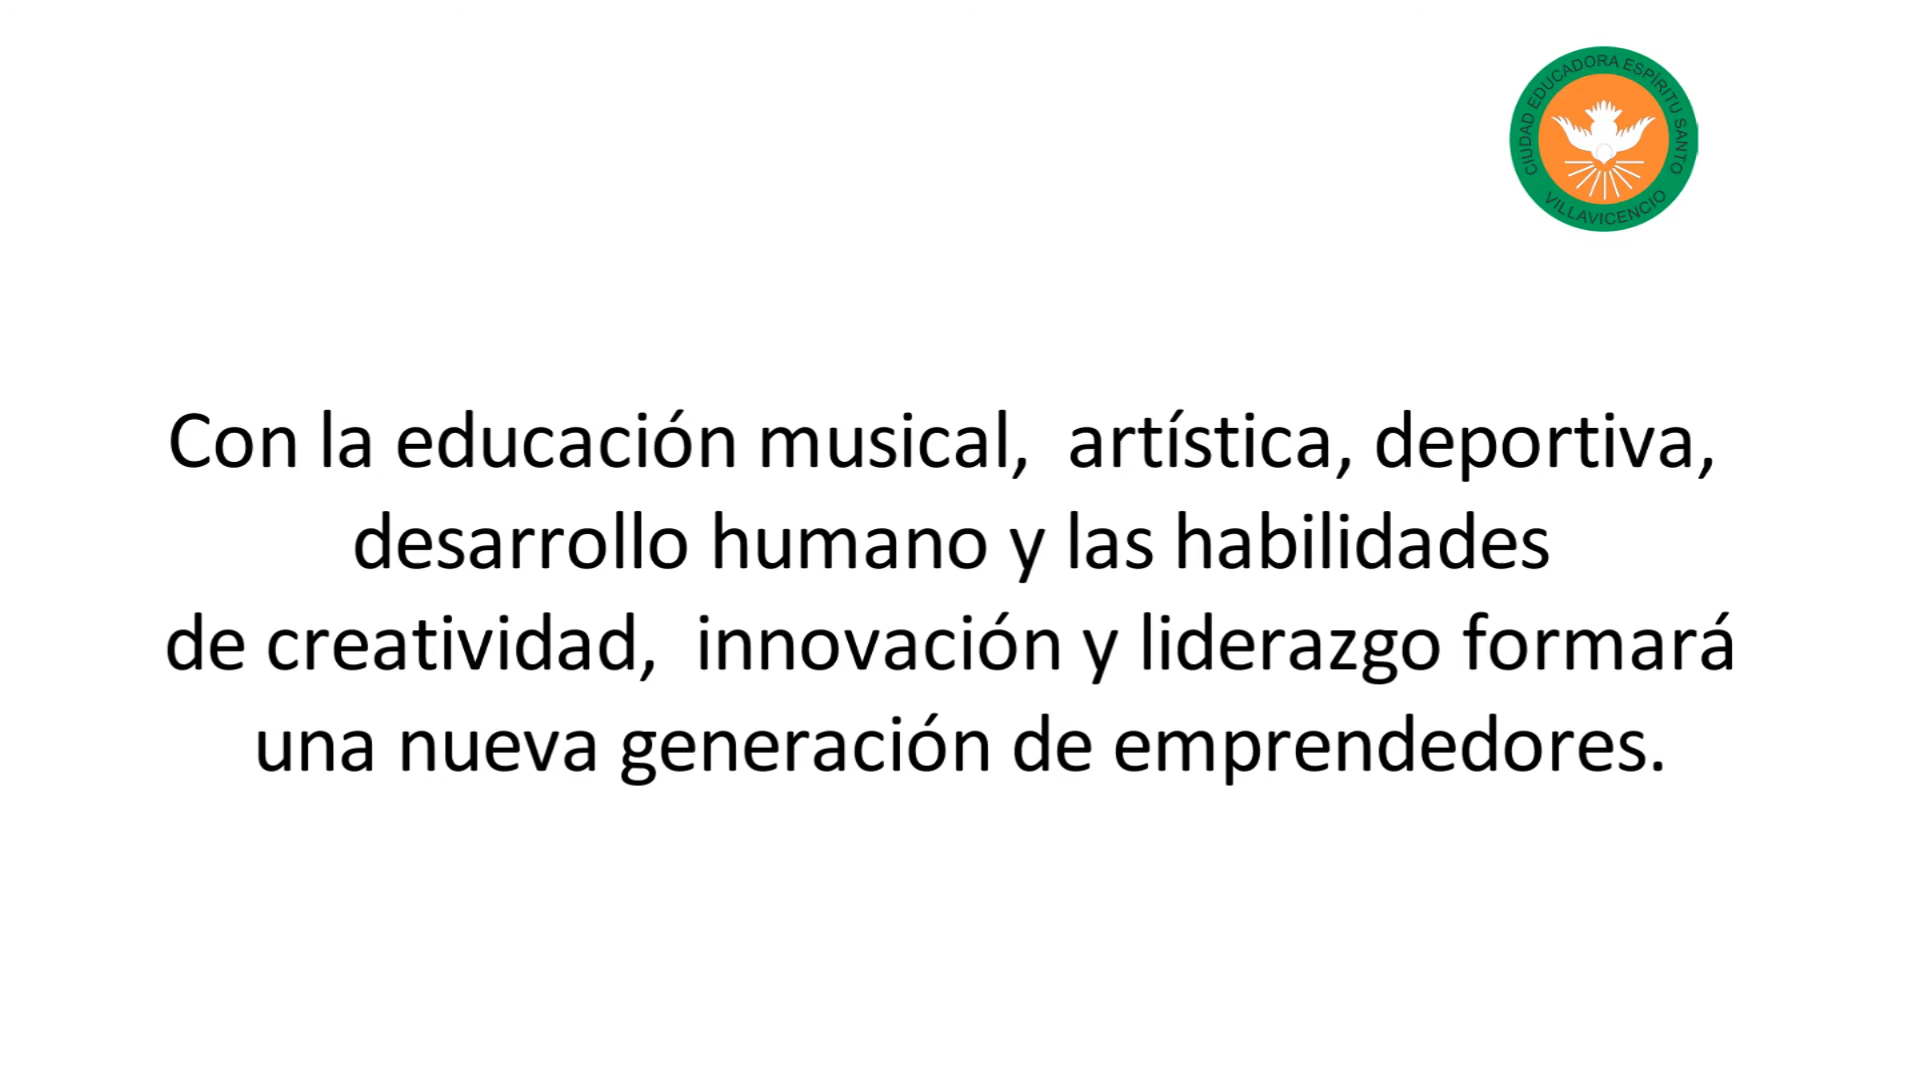 CIUDAD EDUCADORA ESPÍRITU SANTO
VILLAVICENCIO
Con la educación musical,  artística, deportiva,
desarrollo humano y las habilidades
de creatividad,  innovación y liderazgo formará
una nueva generación de emprendedores.